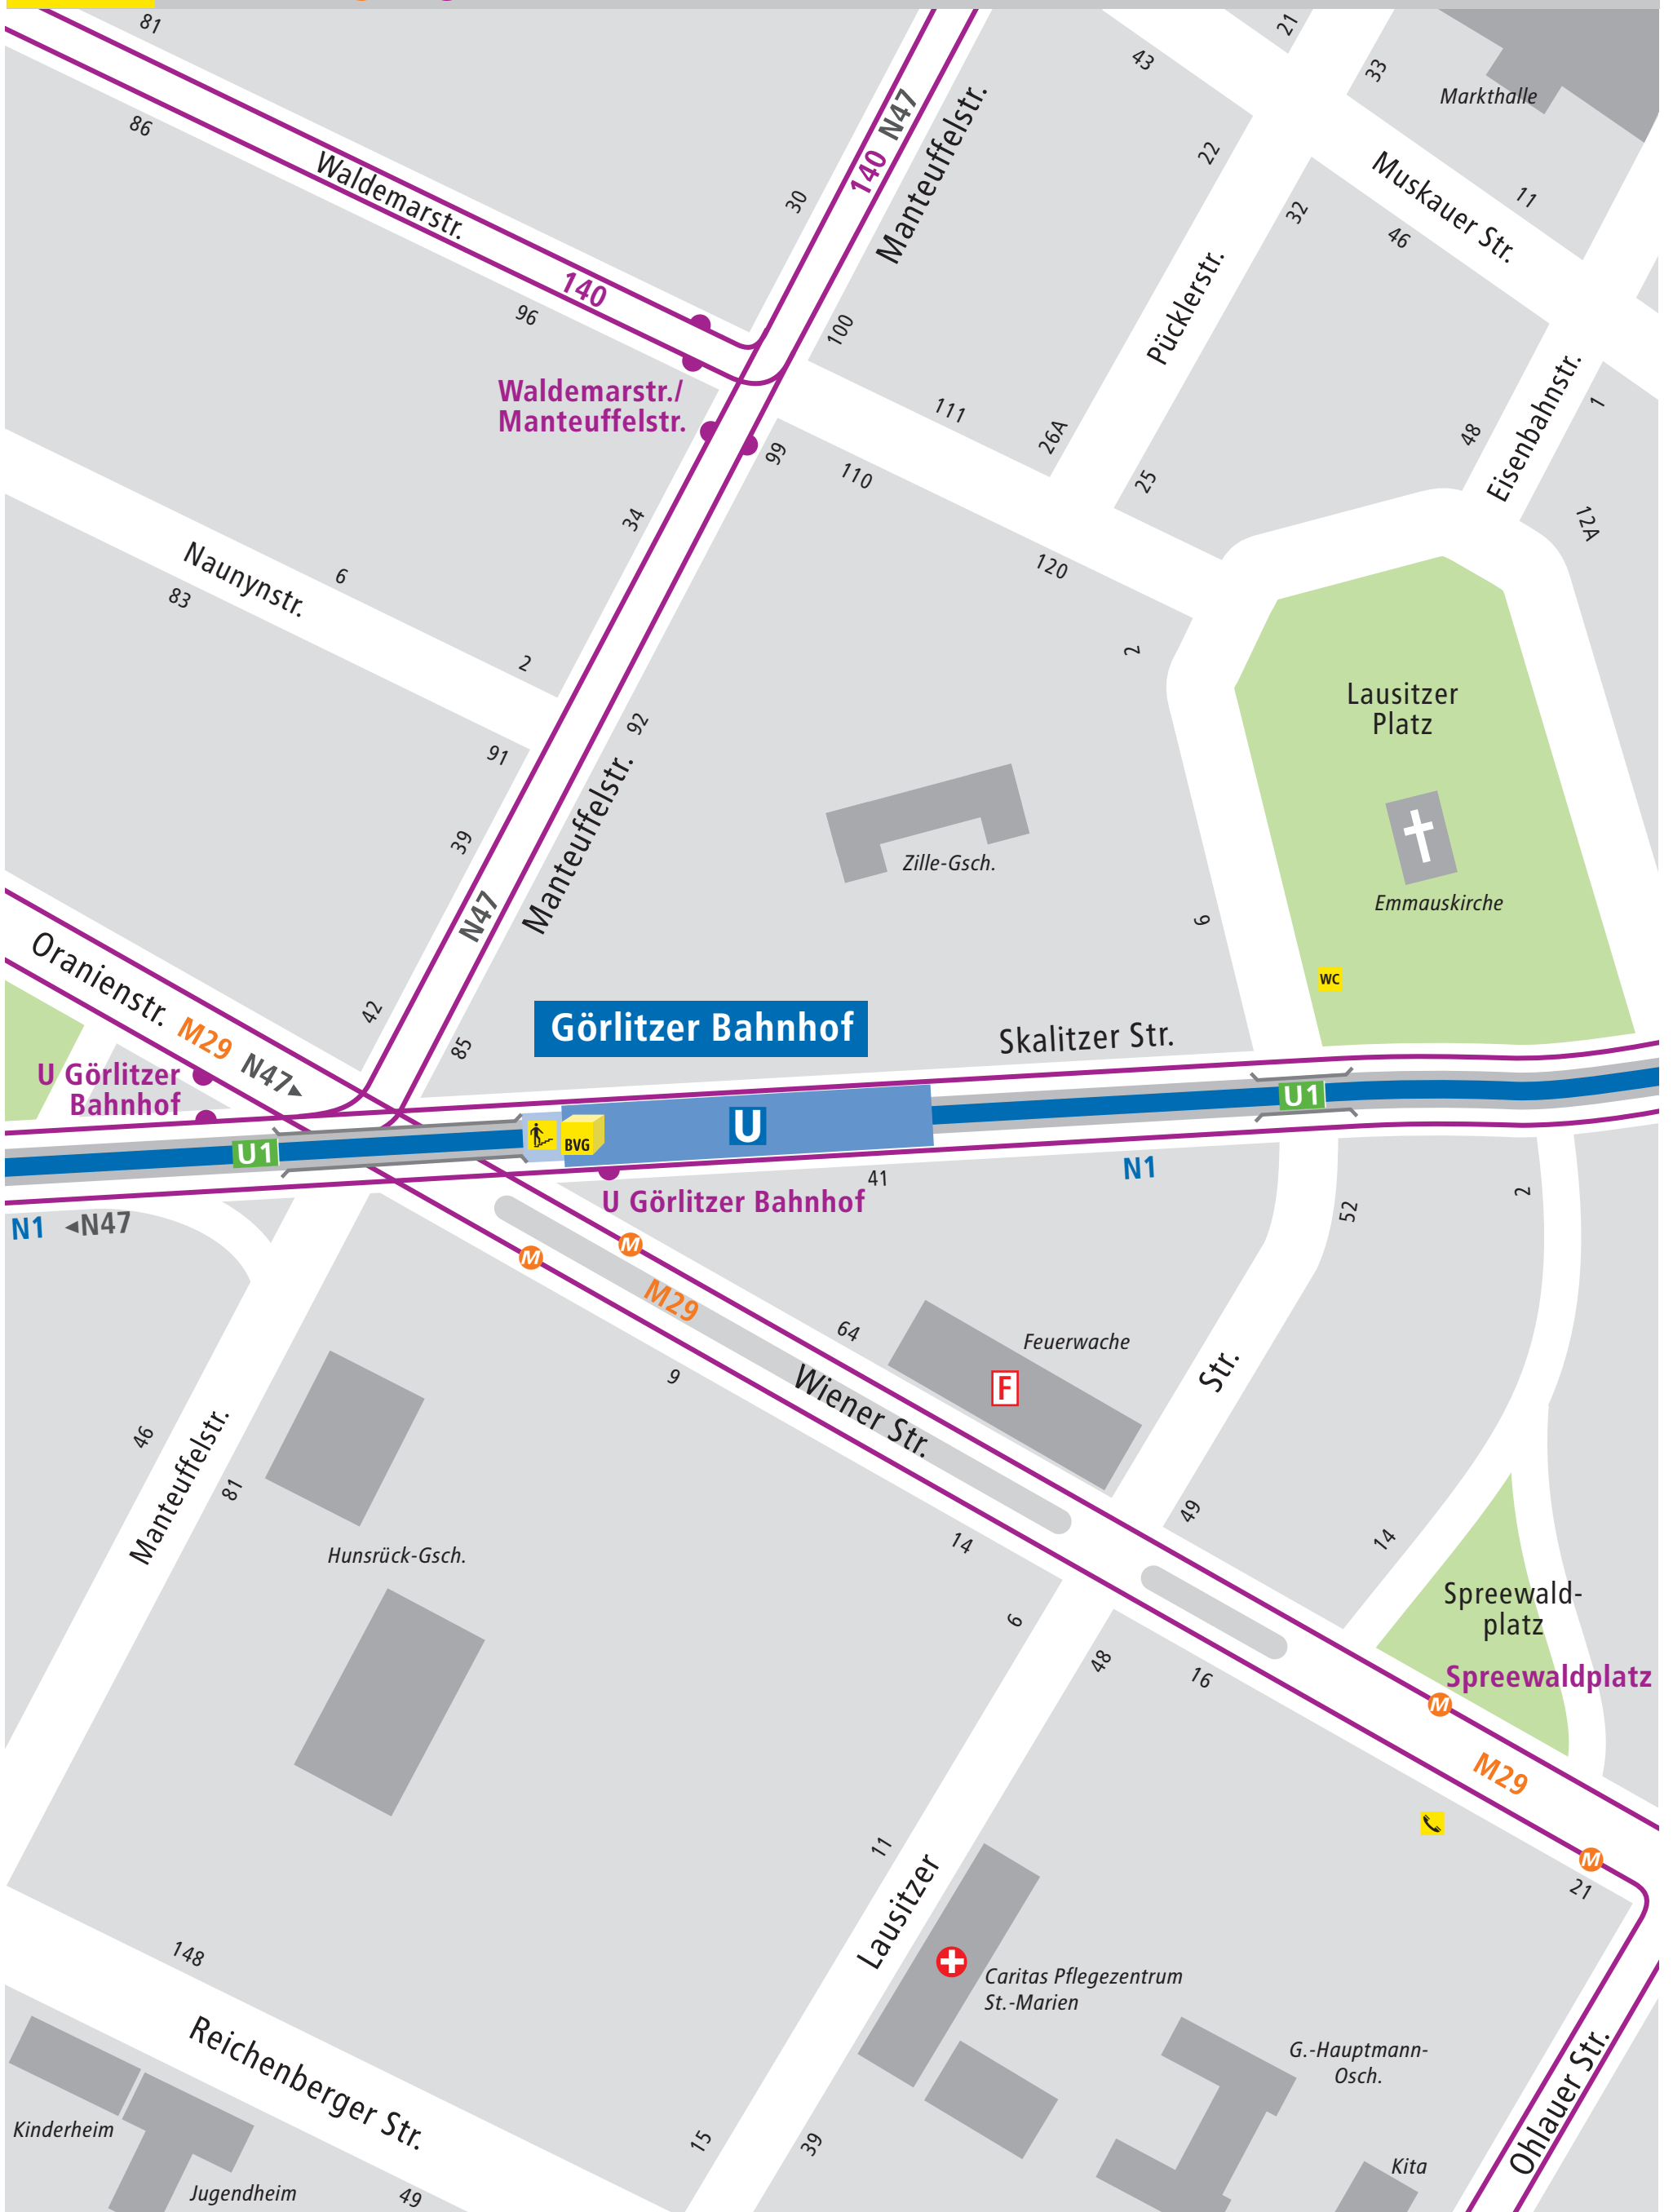 81
86
Waldemarstr.
140
96
30
140 N47
Manteuffelstr.
100
43
21
33
Markthalle
22
32
Muskauer Str.
11
46
Pücklerstr.
Waldemarstr./
Manteuffelstr.
99
111
110
26A
25
48
Eisenbahnstr.
1
12A
34
Naunynstr.
6
83
2
91
92
120
2
Lausitzer
Platz
Manteuffelstr.
39
Zille-Gsch.
Emmauskirche
9
N47
WC
Oranienstr.
M29
N47
42
85
Görlitzer Bahnhof
Skalitzer Str.
U Görlitzer
Bahnhof
U1
BVG
U
U1
41
N1
U Görlitzer Bahnhof
N1
N47
52
2
M
M
M29
64
Feuerwache
F
9
Wiener Str.
Str.
46
Manteuffelstr.
81
Hunsrück-Gsch.
14
49
14
6
48
16
Spreewald-
platz
Spreewaldplatz
M
M29
M
21
11
Lausitzer
148
Caritas Pflegezentrum
St.-Marien
Reichenberger Str.
G.-Hauptmann-
Osch.
Ohlauer Str.
Kinderheim
Jugendheim
49
15
39
Kita